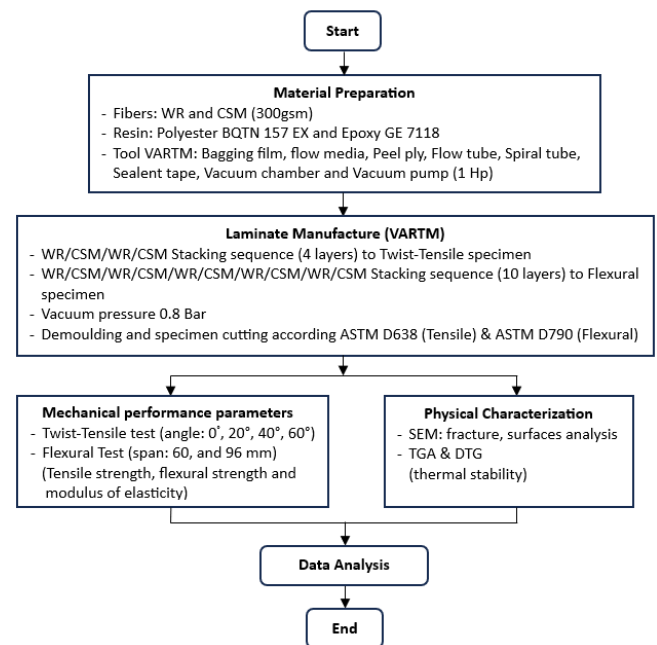 Start
Material Preparation
- Fibers: WR and CSM (300gsm)
- Resin: Polyester BQTN 157 EX and Epoxy GE 7118
- Tool VARTM: Bagging film, flow media, Peel ply, Flow tube, Spiral tube,
Sealent tape, Vacuum chamber and Vacuum pump (1 Hp)
Laminate Manufacture (VARTM)
- WR/CSM/WR/CSM Stacking sequence (4 layers) to Twist-Tensile specimen
- WR/CSM/WR/CSM/WR/CSM/WR/CSM/WR/CSM Stacking sequence (10 layers) to Flexural
specimen
- Vacuum pressure 0.8 Bar
- Demoulding and specimen cutting according ASTM D638 (Tensile) & ASTM D790 (Flexural)
Mechanical performance parameters
- Twist-Tensile test (angle: 0°, 20°, 40°, 60°)
- Flexural Test (span: 60, and 96 mm)
(Tensile strength, flexural strength and
modulus of elasticity)
Physical Characterization
- SEM: fracture, surfaces analysis
- TGA & DTG
(thermal stability)
Data Analysis
End